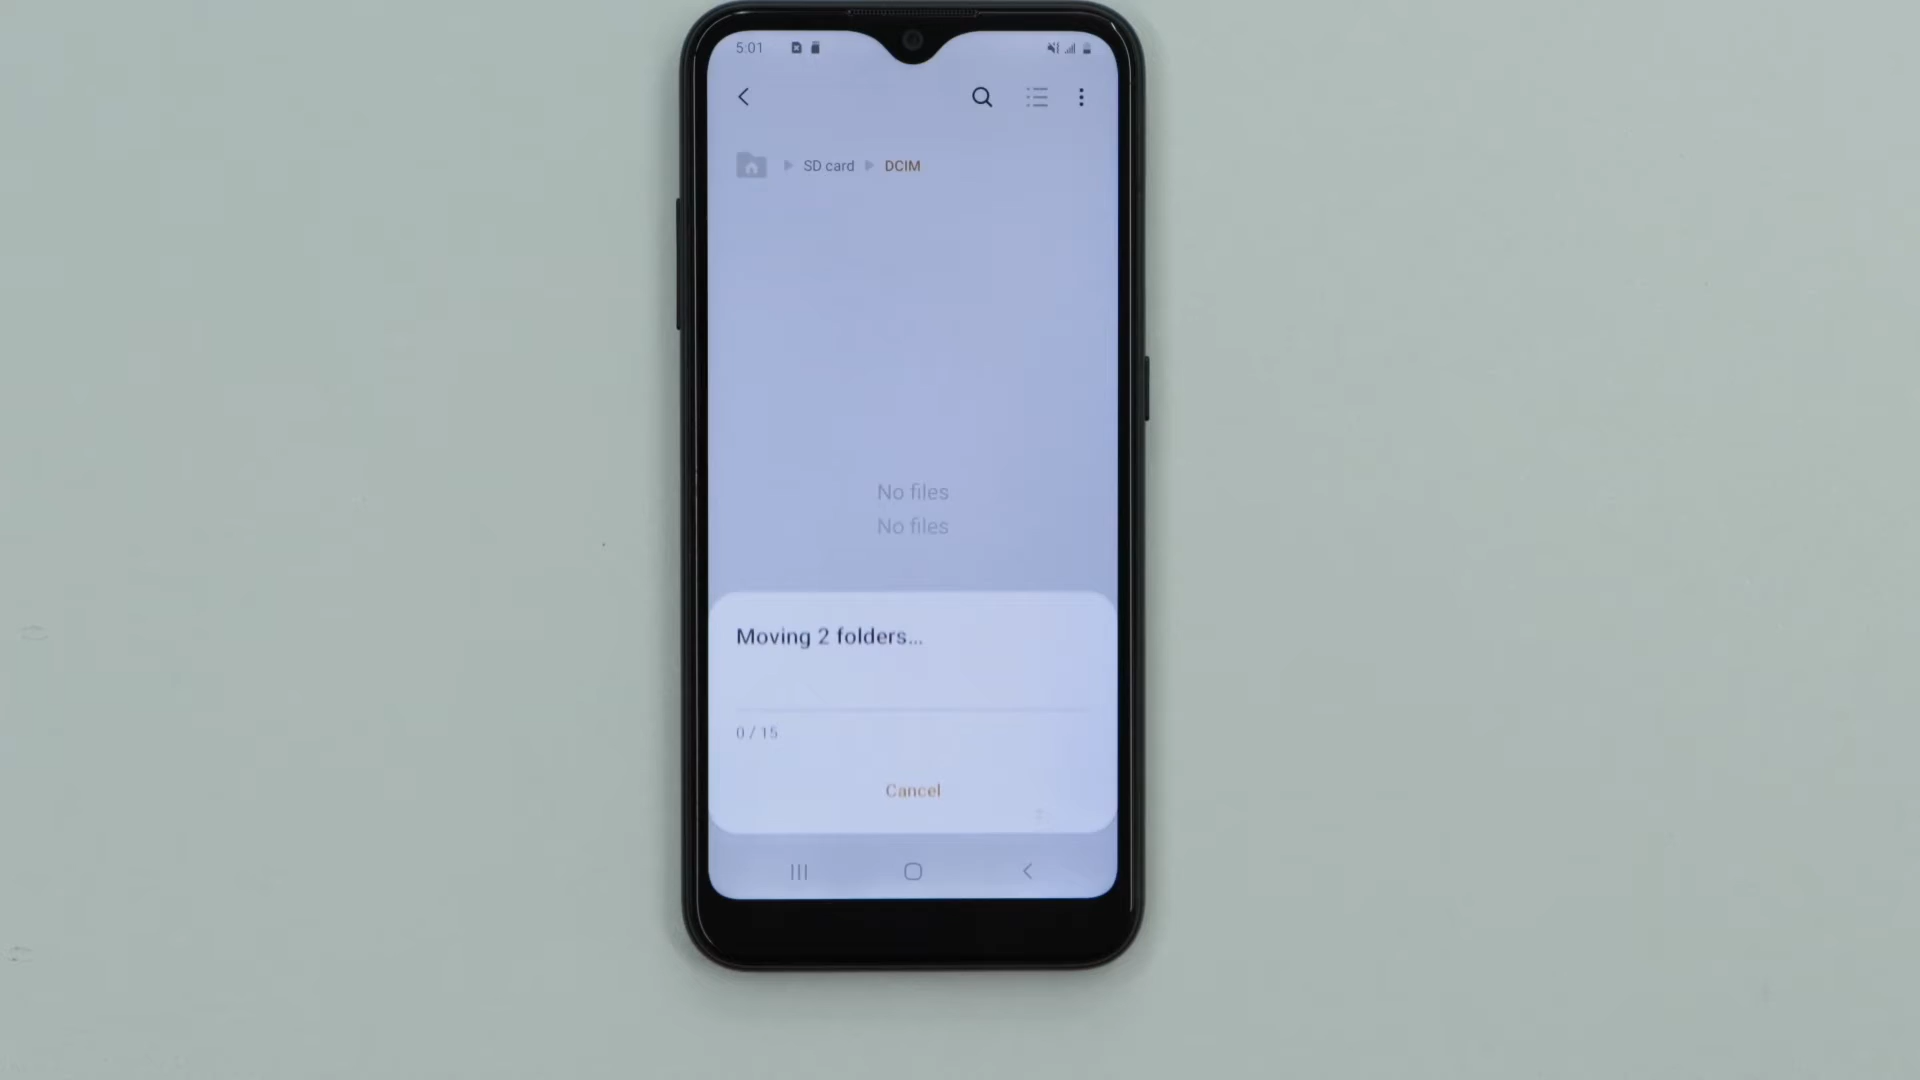 5:01
SD card DCIM
No files
No files
Moving 2 folders...
0 / 15
Cancel